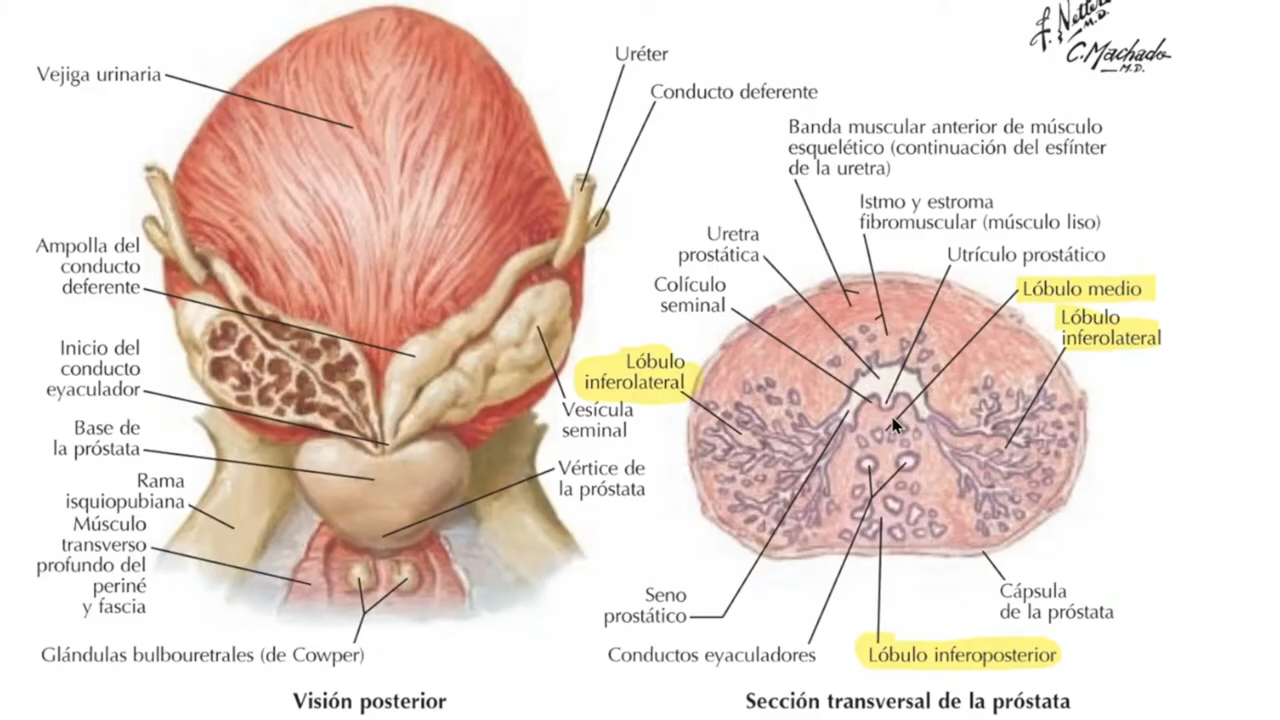 F. Netter
M.D.
C. Machado
M.D.
Vejiga urinaria
Uréter
Conducto deferente
Ampolla del
conducto
deferente
Inicio del
conducto
eyaculador
Base de
la próstata
Rama
isquiopubiana
Músculo
transverso
profundo del
periné
y fascia
Glándulas bulbouretrales (de Cowper)
Vesícula
seminal
Vértice de
la próstata
Visión posterior
Banda muscular anterior de músculo
esquelético (continuación del esfínter
de la uretra)
Istmo y estroma
fibromuscular (músculo liso)
Uretra
prostática
Utrículo prostático
Colículo
seminal
Lóbulo medio
Lóbulo
inferolateral
Lóbulo
inferolateral
Seno
prostático
Cápsula
de la próstata
Conductos eyaculadores
Lóbulo inferoposterior
Sección transversal de la próstata